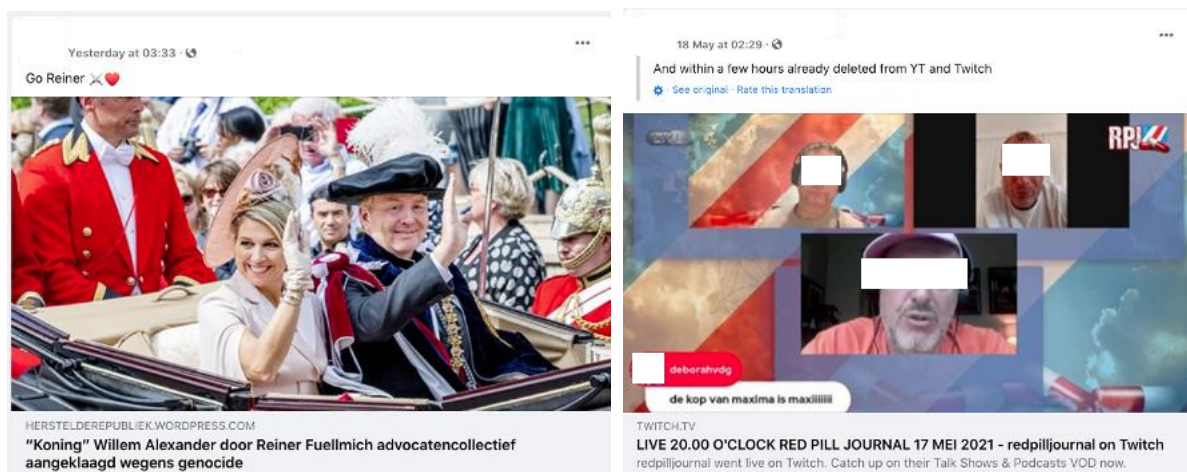 Yesterday at 03:33
Go Reiner ⚔️❤️
HERSTELDEREPUBLIEK.WORDPRESS.COM
“Koning” Willem Alexander door Reiner Fuellmich advocatencollectief
aangeklaagd wegens genocide
18 May at 02:29
And within a few hours already deleted from YT and Twitch
See original · Rate this translation
RPJ
deborahvdg
de kop van maxima is maxiiiiiii
TWITCH.TV
LIVE 20.00 O'CLOCK RED PILL JOURNAL 17 MEI 2021 - redpilljournal on Twitch
redpilljournal went live on Twitch. Catch up on their Talk Shows & Podcasts VOD now.